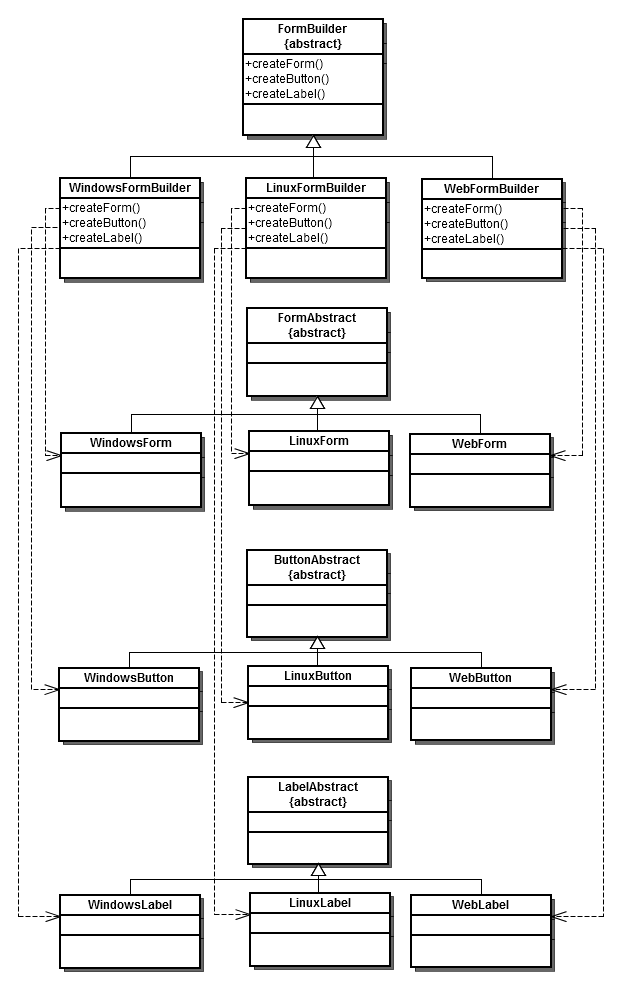 FormBuilder
{abstract}
+createForm()
+createButton()
+createLabel()
WindowsFormBuilder
+createForm()
+createButton()
+createLabel()
LinuxFormBuilder
+createForm()
+createButton()
+createLabel()
WebFormBuilder
+createForm()
+createButton()
+createLabel()
FormAbstract
{abstract}
WindowsForm
LinuxForm
WebForm
ButtonAbstract
{abstract}
WindowsButton
LinuxButton
WebButton
LabelAbstract
{abstract}
WindowsLabel
LinuxLabel
WebLabel